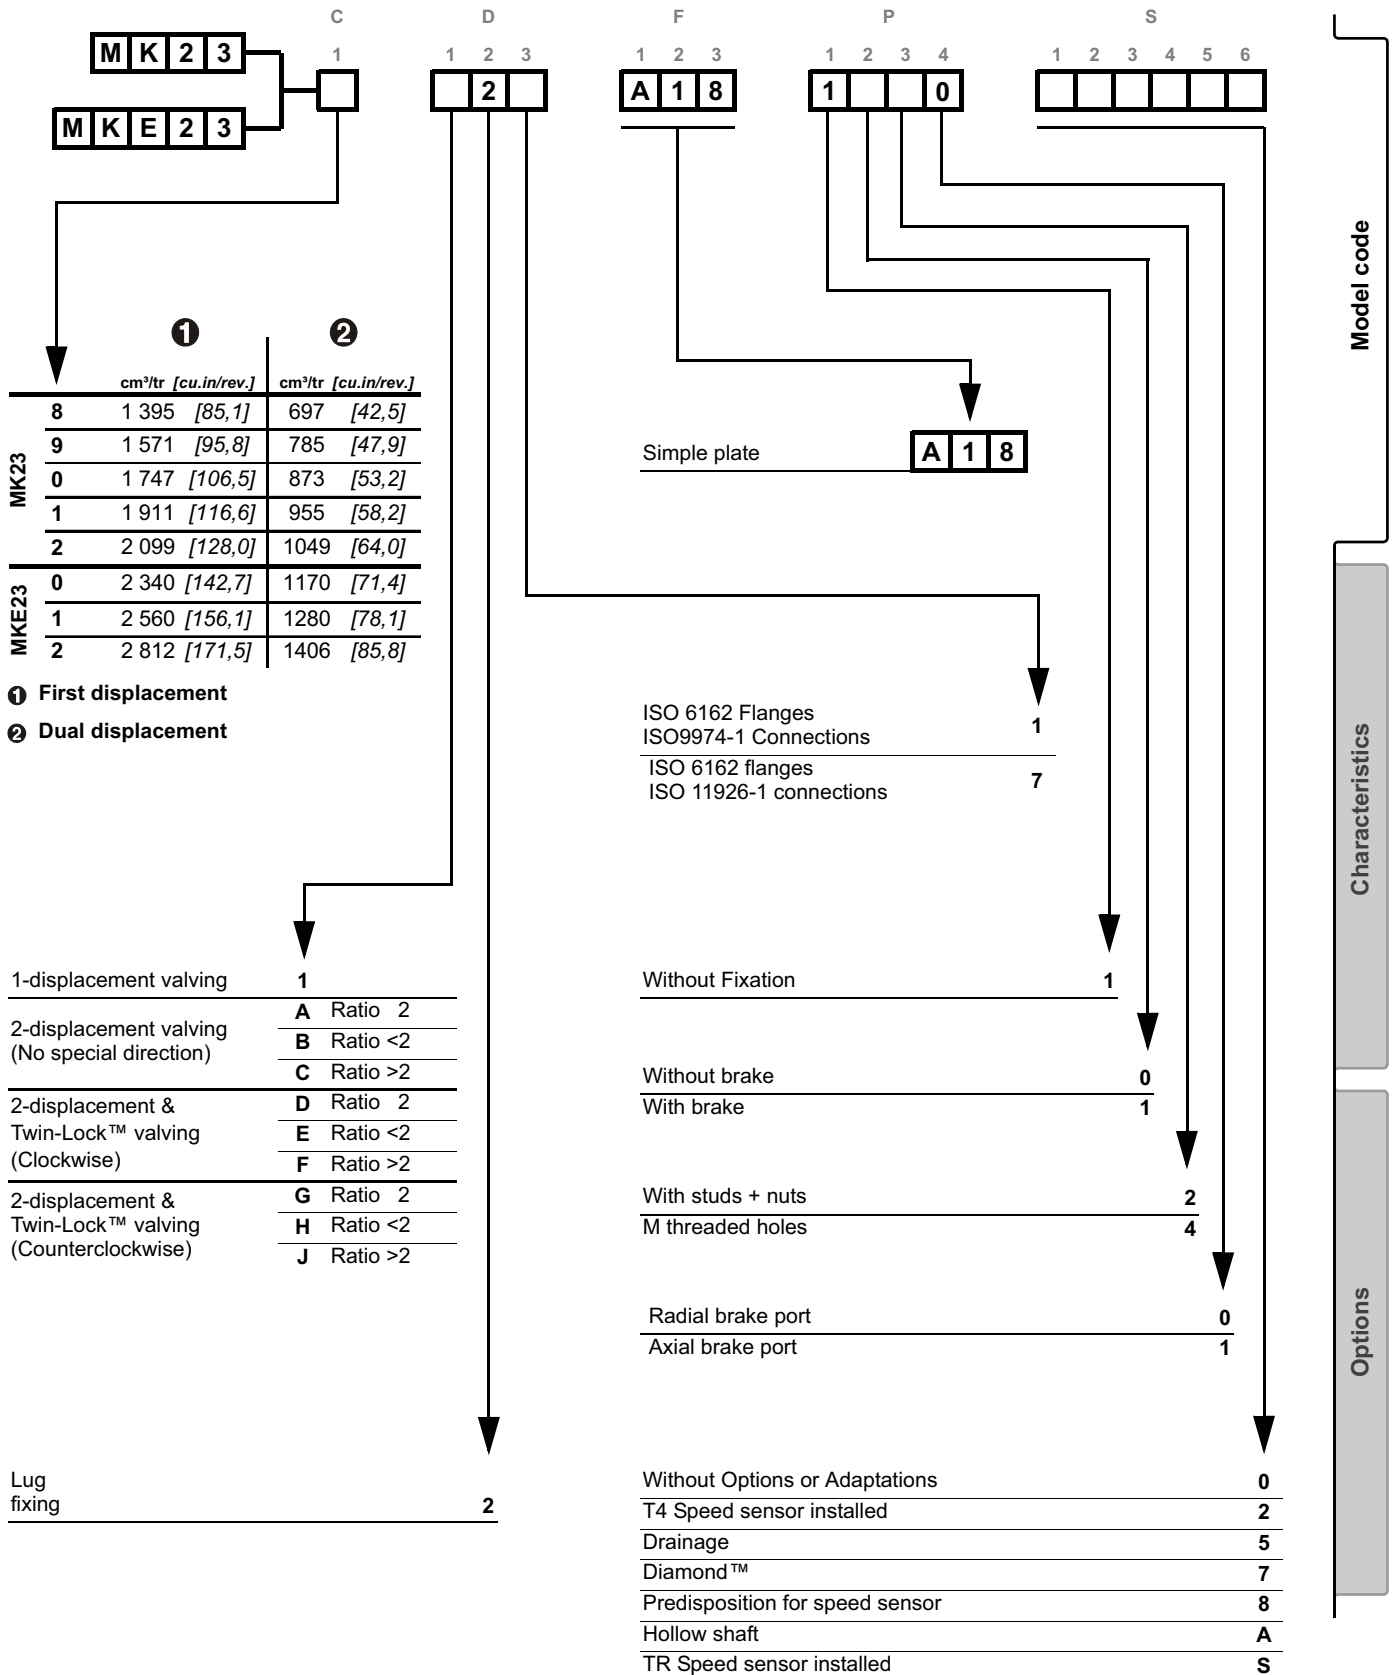 C D F P S
1 1 2 3 1 2 3 1 2 3 4 1 2 3 4 5 6
M K 2 3
2 A 1 8 1 0
M K E 2 3
❶ ❷
cm³/tr [cu.in/rev.] cm³/tr [cu.in/rev.]
MK23
8 1 395 [85,1] 697 [42,5]
9 1 571 [95,8] 785 [47,9]
0 1 747 [106,5] 873 [53,2]
1 1 911 [116,6] 955 [58,2]
2 2 099 [128,0] 1049 [64,0]
MKE23
0 2 340 [142,7] 1170 [71,4]
1 2 560 [156,1] 1280 [78,1]
2 2 812 [171,5] 1406 [85,8]
❶ First displacement
❷ Dual displacement
Simple plate A 1 8
ISO 6162 Flanges
ISO9974-1 Connections 1
ISO 6162 flanges
ISO 11926-1 connections 7
1-displacement valving 1
2-displacement valving
(No special direction)
A Ratio 2
B Ratio <2
C Ratio >2
2-displacement &
Twin-Lock™ valving
(Clockwise)
D Ratio 2
E Ratio <2
F Ratio >2
2-displacement &
Twin-Lock™ valving
(Counterclockwise)
G Ratio 2
H Ratio <2
J Ratio >2
Without Fixation 1
Without brake 0
With brake 1
With studs + nuts 2
M threaded holes 4
Radial brake port 0
Axial brake port 1
Lug
fixing 2
Without Options or Adaptations 0
T4 Speed sensor installed 2
Drainage 5
Diamond™ 7
Predisposition for speed sensor 8
Hollow shaft A
TR Speed sensor installed S
Model code
Characteristics
Options